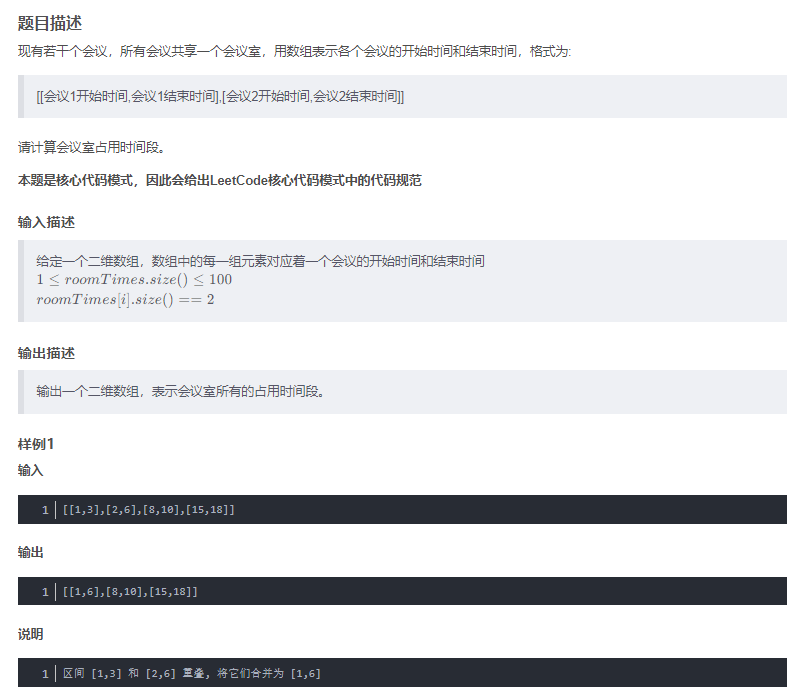 题目描述
现有若干个会议，所有会议共享一个会议室，用数组表示各个会议的开始时间和结束时间，格式为:
[[会议1开始时间,会议1结束时间],[会议2开始时间,会议2结束时间]]
请计算会议室占用时间段。
本题是核心代码模式，因此会给出LeetCode核心代码模式中的代码规范
输入描述
给定一个二维数组，数组中的每一组元素对应着一个会议的开始时间和结束时间
1 ≤ roomTimes.size() ≤ 100
roomTimes[i].size() == 2
输出描述
输出一个二维数组，表示会议室所有的占用时间段。
样例1
输入
1 [[1,3],[2,6],[8,10],[15,18]]
输出
1 [[1,6],[8,10],[15,18]]
说明
1 区间 [1,3] 和 [2,6] 重叠, 将它们合并为 [1,6]